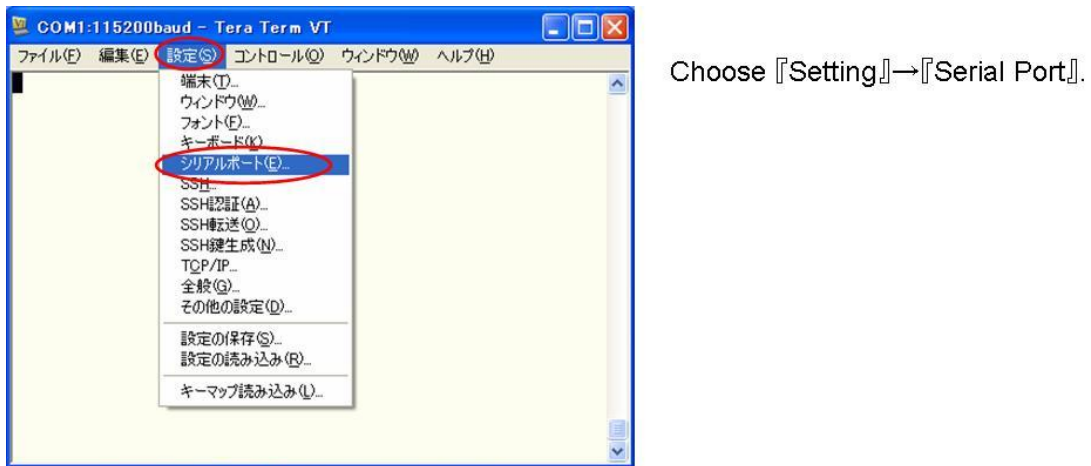 COM1:115200baud - Tera Term VT
ファイル(F) 編集(E) 設定(S) コントロール(O) ウィンドウ(W) ヘルプ(H)
端末(T)...
ウィンドウ(W)...
フォント(F)...
キーボード(K)...
シリアルポート(E)...
SSH...
SSH認証(A)...
SSH転送(O)...
SSH鍵生成(N)...
TCP/IP...
全般(G)...
その他の設定(D)...
設定の保存(S)...
設定の読み込み(R)...
キーマップ読み込み(L)...
Choose 『Setting』→『Serial Port』.